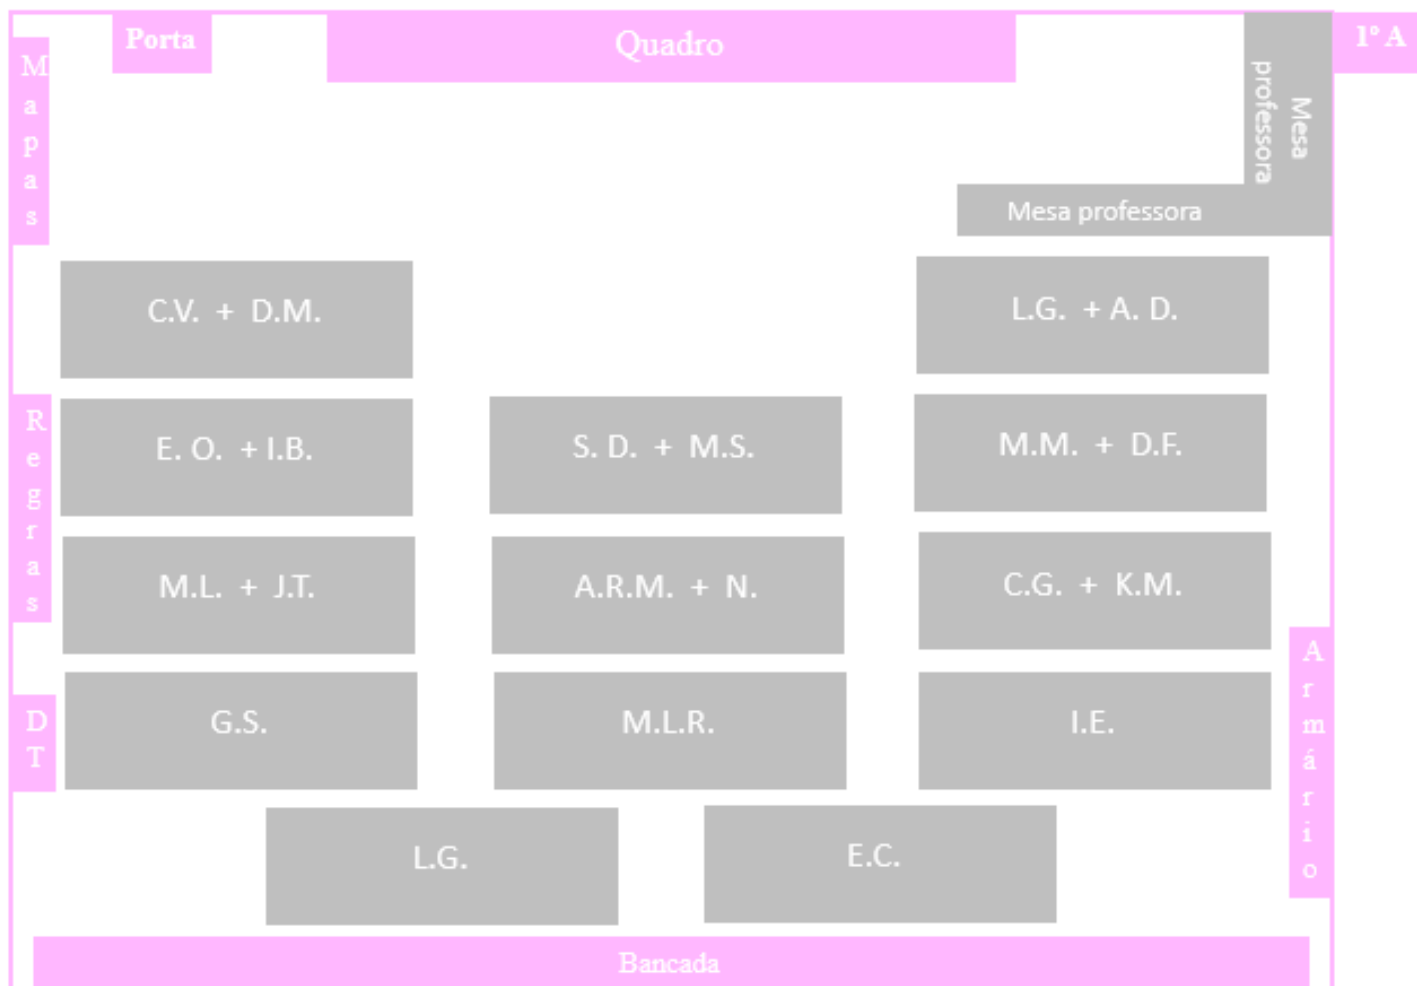 Porta
Quadro
1º A
Mapas
Mesa
professora
Mesa professora
C.V. + D.M.
L.G. + A. D.
Regras
E. O. + I.B.
S. D. + M.S.
M.M. + D.F.
M.L. + J.T.
A.R.M. + N.
C.G. + K.M.
Armário
DT
G.S.
M.L.R.
I.E.
L.G.
E.C.
Bancada